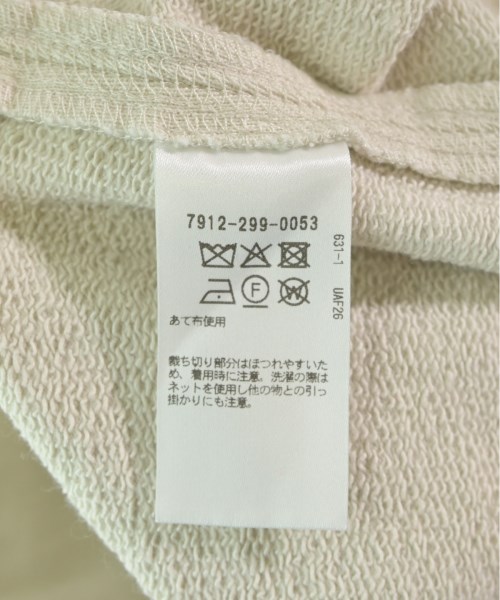 7912-299-0053
631-1 UAF26
F
W
あて布使用
裁ち切り部分はほつれやすいた
め、着用時に注意。洗濯の際は
ネットを使用し他の物との引っ
掛かりにも注意。